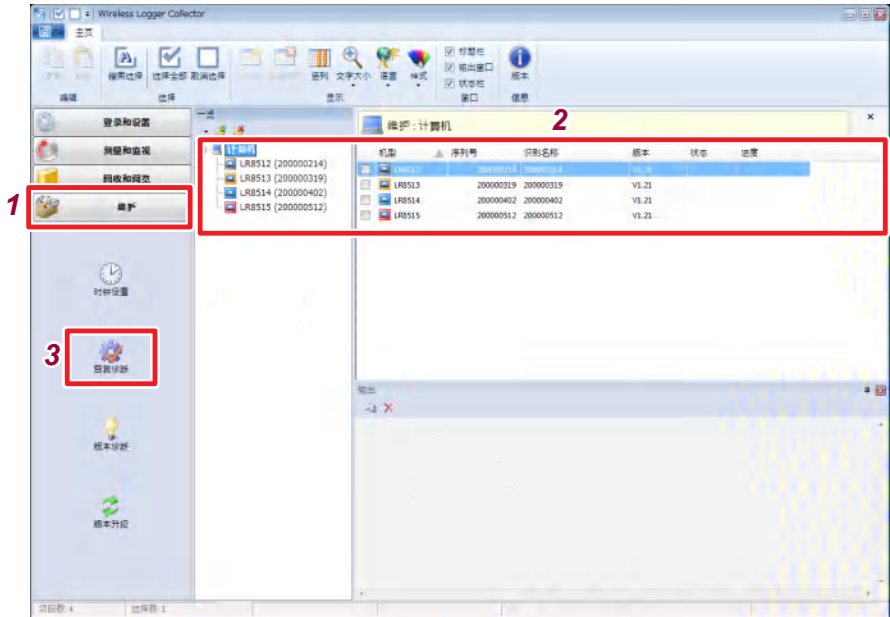 Wireless Logger Collector
主页
搜索选择 选择全部 取消选择 竖列 文字大小 语言 样式
标题栏
输出窗口
状态栏
版本
编辑 选择 显示 窗口 信息
登录和设置
测量和监视
回收和阅览
1 维护
时钟设置
3
自我诊断
版本诊断
版本升级
一览
计算机
LR8512 (200000214)
LR8513 (200000319)
LR8514 (200000402)
LR8515 (200000512)
维护 : 计算机
2
机型 序列号 识别名称 版本 状态 进度
LR8512 200000214 200000214 V1.21
LR8513 200000319 200000319 V1.21
LR8514 200000402 200000402 V1.21
LR8515 200000512 200000512 V1.21
输出
项目数: 4 选择数: 1